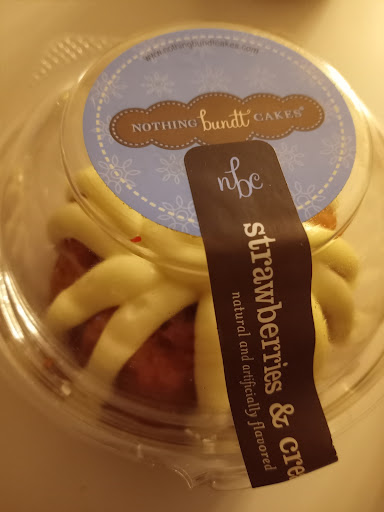 www.nothingbundtcakes.com
NOTHING bundt CAKES®
nbc
strawberries & cre
natural and artificially flavored